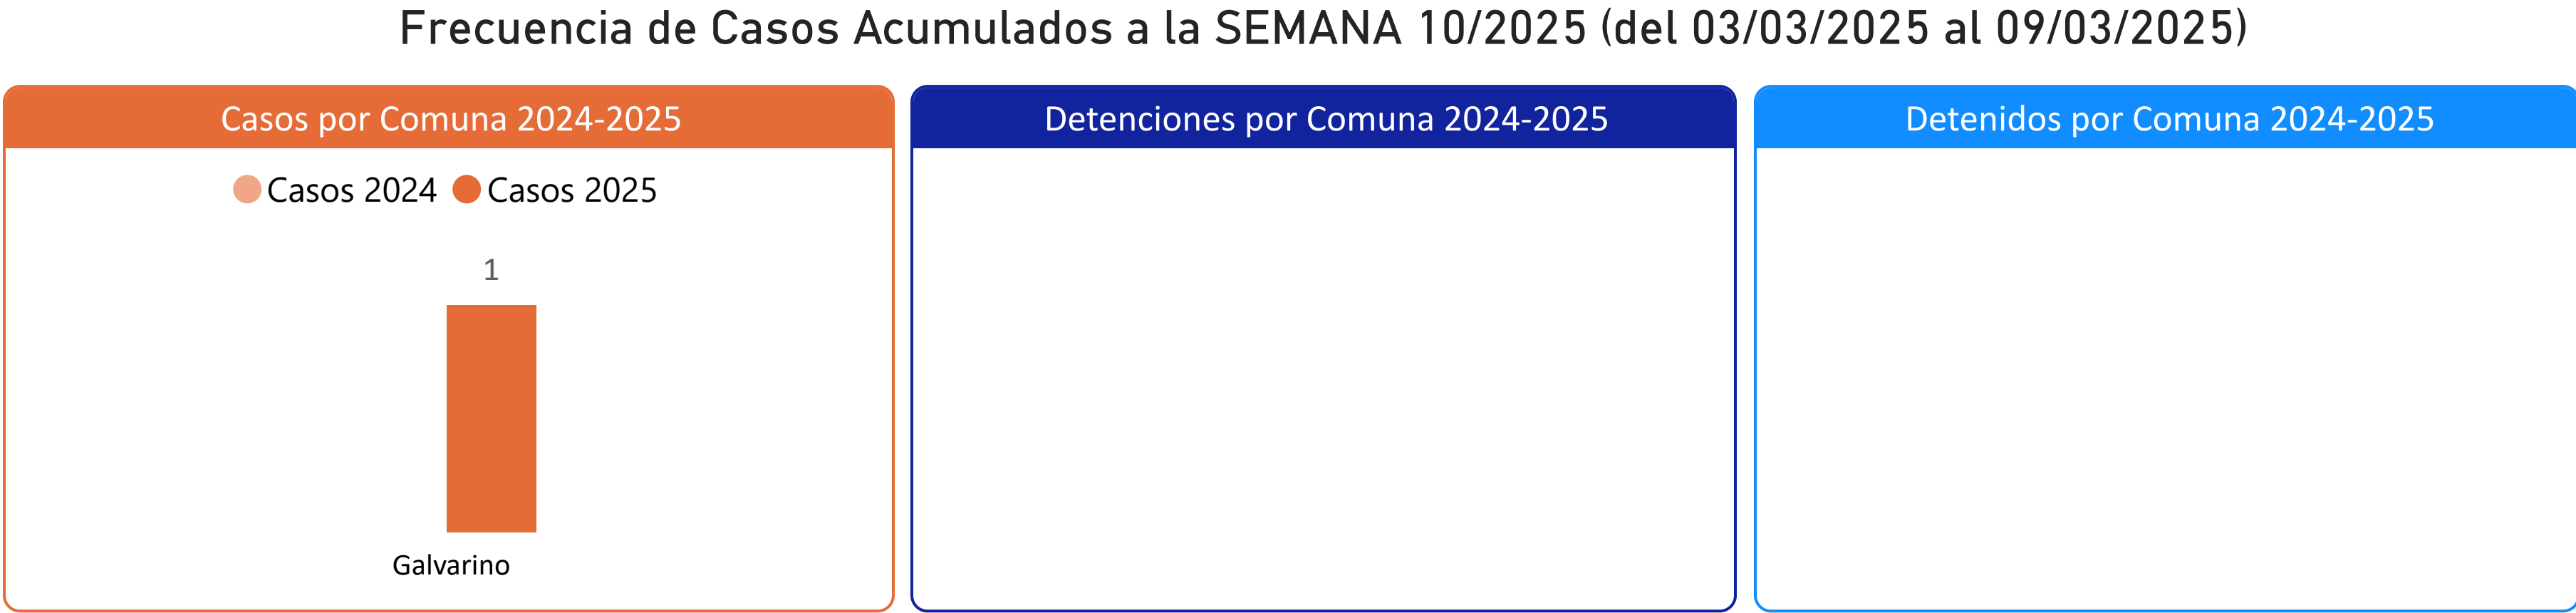 Frecuencia de Casos Acumulados a la SEMANA 10/2025 (del 03/03/2025 al 09/03/2025)
Casos por Comuna 2024-2025
Casos 2024 Casos 2025
1
Galvarino
Detenciones por Comuna 2024-2025
Detenidos por Comuna 2024-2025